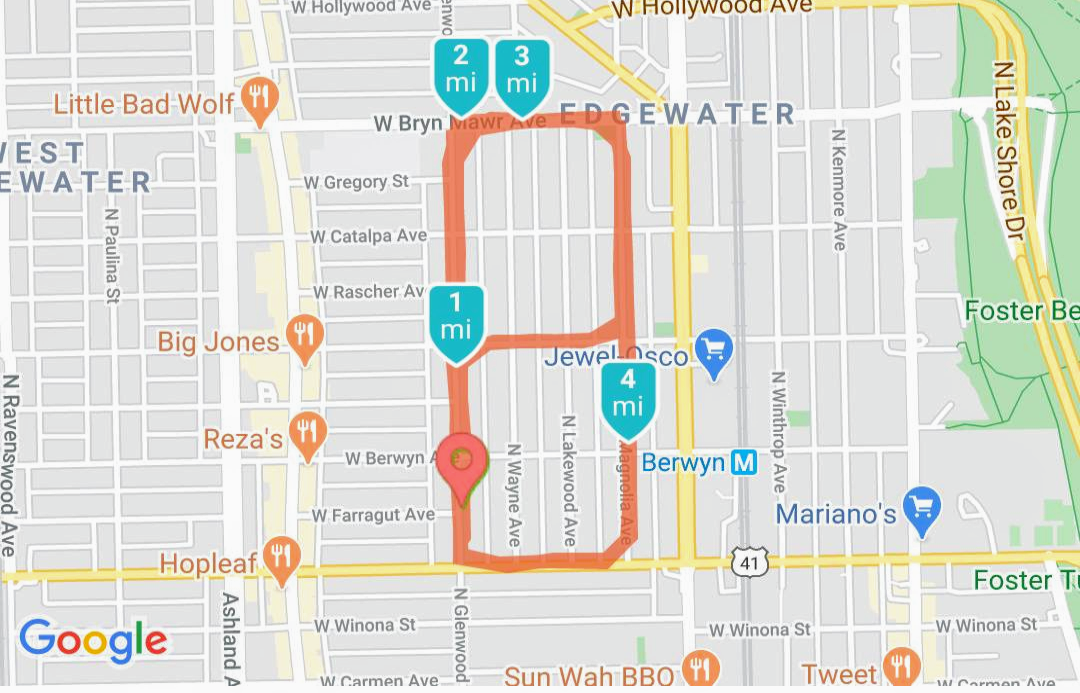 W Hollywood Ave
W Hollywood Ave
2
mi
3
mi
Little Bad Wolf
W Bryn Mawr Ave
EDGEWATER
N Lake Shore Dr
WEST
EWATER
W Gregory St
N Kenmore Ave
N Paulina St
W Catalpa Ave
W Rascher Av
1
mi
Foster Be
Big Jones
Jewel-Osco
4
mi
N Ravenswood Ave
Reza's
N Winthrop Ave
W Berwyn A
N Wayne Ave
N Lakewood Ave
Magnolia Ave
Berwyn M
W Farragut Ave
Mariano's
Hopleaf
41
Foster Tu
Ashland A
N Glenwood
W Winona St
W Winona St
W Winona St
Google
W Carmen Ave
Sun Wah BBQ
Tweet
W Carmen Ave